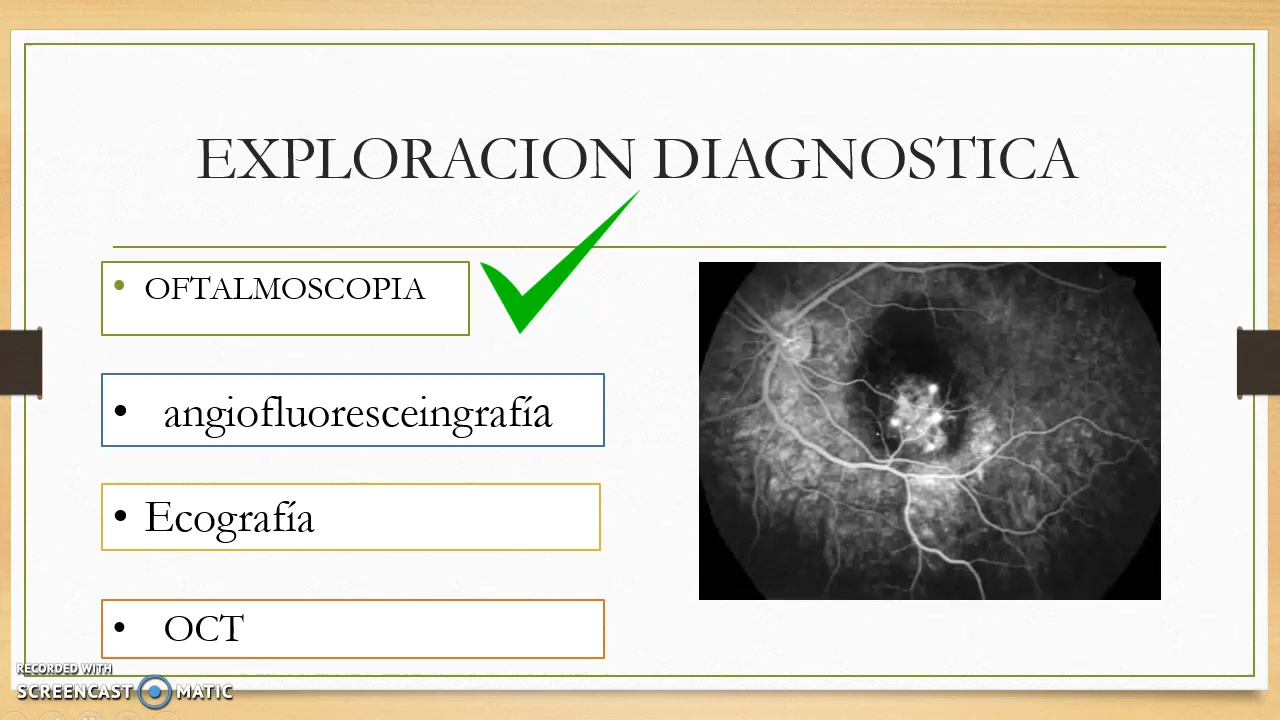 EXPLORACION DIAGNOSTICA
• OFTALMOSCOPIA
• angiofluoresceingrafía
• Ecografía
• OCT
RECORDED WITH
SCREENCAST MATIC